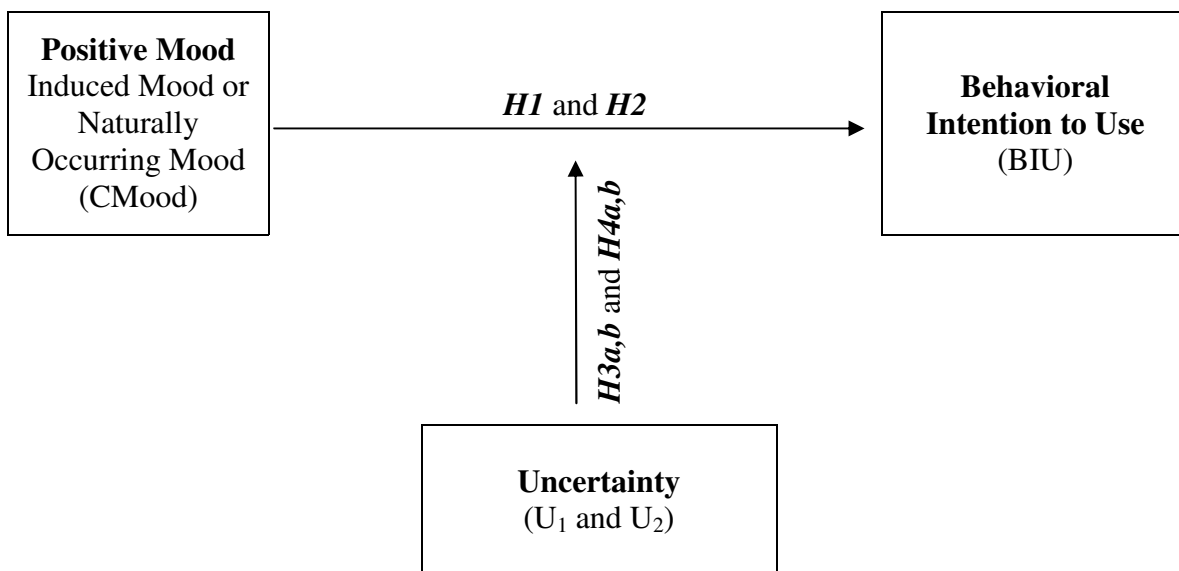 Positive Mood
Induced Mood or
Naturally
Occurring Mood
(CMood)
H1 and H2
Behavioral
Intention to Use
(BIU)
H3a,b and H4a,b
Uncertainty
(U₁ and U₂)